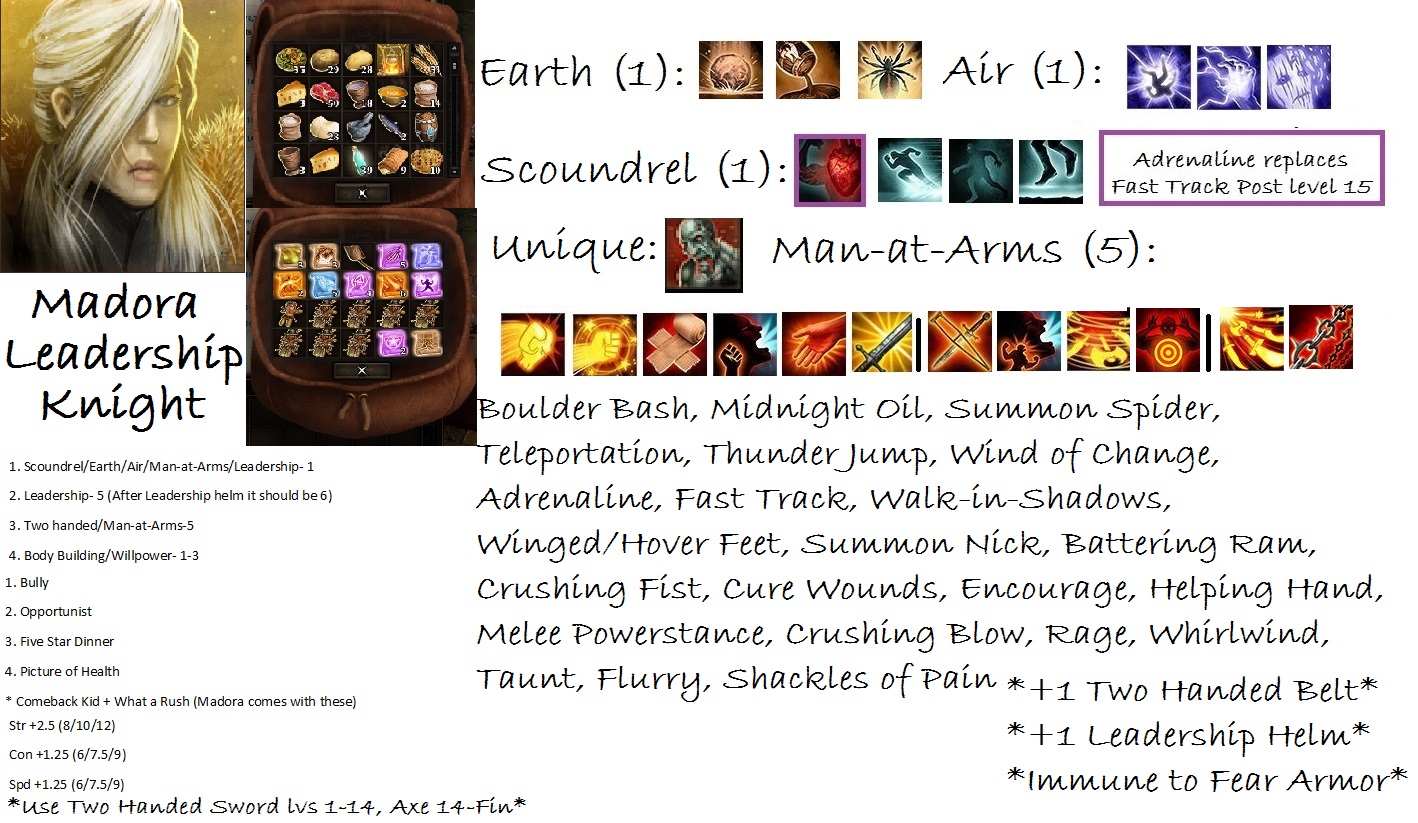 Earth (1): Air (1):
Scoundrel (1):
Adrenaline replaces
Fast Track Post level 15
Unique: Man-at-Arms (5):
Madora
Leadership
Knight
Boulder Bash, Midnight Oil, Summon Spider,
Teleportation, Thunder Jump, Wind of Change,
Adrenaline, Fast Track, Walk-in-Shadows,
Winged/Hover Feet, Summon Nick, Battering Ram,
Crushing Fist, Cure Wounds, Encourage, Helping Hand,
Melee Powerstance, Crushing Blow, Rage, Whirlwind,
Taunt, Flurry, Shackles of Pain
*+1 Two Handed Belt*
*+1 Leadership Helm*
*Immune to Fear Armor*
1. Scoundrel/Earth/Air/Man-at-Arms/Leadership- 1
2. Leadership- 5 (After Leadership helm it should be 6)
3. Two handed/Man-at-Arms-5
4. Body Building/Willpower- 1-3
1. Bully
2. Opportunist
3. Five Star Dinner
4. Picture of Health
* Comeback Kid + What a Rush (Madora comes with these)
Str +2.5 (8/10/12)
Con +1.25 (6/7.5/9)
Spd +1.25 (6/7.5/9)
*Use Two Handed Sword lvs 1-14, Axe 14-Fin*